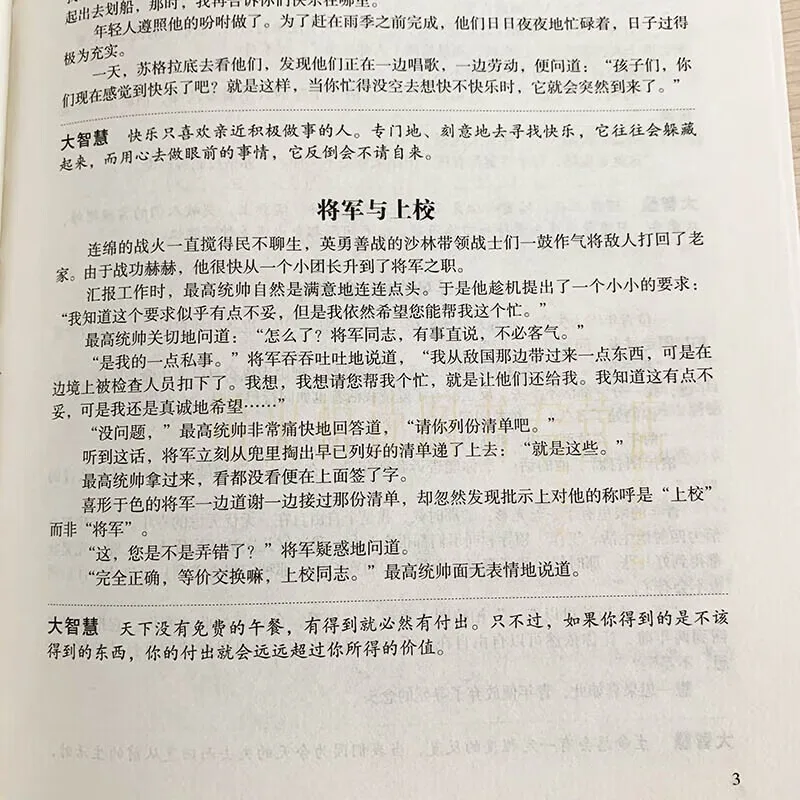 起出去划船，那时，我再告诉你们快乐在哪里。
年轻人遵照他的吩咐做了。为了赶在雨季之前完成，他们日日夜夜地忙碌着，日子过得
极为充实。
一天，苏格拉底去看他们，发现他们正在一边唱歌，一边劳动，便问道：“孩子们，你
们现在感觉到快乐了吧？就是这样，当你忙得没空去想快不快乐时，它就会突然到来了。”
大智慧 快乐只喜欢亲近积极做事的人。专门地、刻意地去寻找快乐，它往往会躲藏
起来，而用心去做眼前的事情，它反倒会不请自来。
将军与上校
连绵的战火一直搅得民不聊生，英勇善战的沙林带领战士们一鼓作气将敌人打回了老
家。由于战功赫赫，他很快从一个小团长升到了将军之职。
汇报工作时，最高统帅自然是满意地连连点头。于是他趁机提出了一个小小的要求：
“我知道这个要求似乎有点不妥，但是我依然希望您能帮我这个忙。”
最高统帅关切地问道：“怎么了？将军同志，有事直说，不必客气。”
“是我的一点私事。”将军吞吞吐吐地说道，“我从敌国那边带过来一点东西，可是在
边境上被检查人员扣下了。我想，我想请您帮我个忙，就是让他们还给我。我知道这有点不
妥，可是我还是真诚地希望……”
“没问题，”最高统帅非常痛快地回答道，“请你列份清单吧。”
听到这话，将军立刻从兜里掏出早已列好的清单递了上去：“就是这些。”
最高统帅拿过来，看都没看便在上面签了字。
喜形于色的将军一边道谢一边接过那份清单，却忽然发现批示上对他的称呼是“上校”
而非“将军”。
“这，您是不是弄错了？”将军疑惑地问道。
“完全正确，等价交换嘛，上校同志。”最高统帅面无表情地说道。
大智慧 天下没有免费的午餐，有得到就必然有付出。只不过，如果你得到的是不该
得到的东西，你的付出就会远远超过你所得的价值。
3